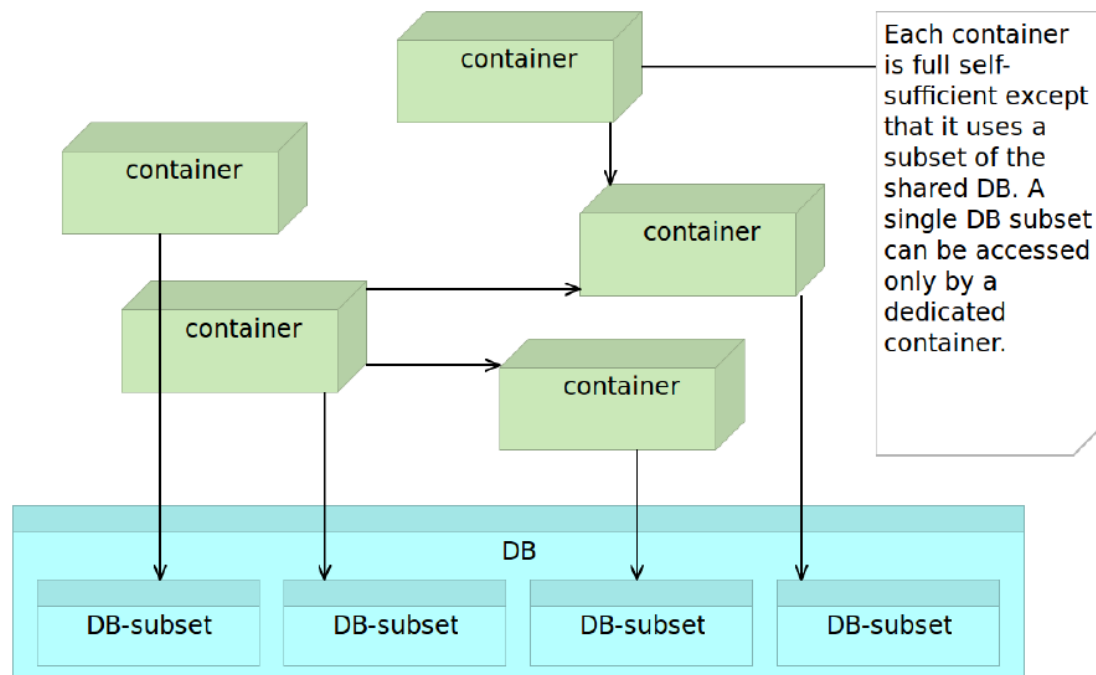 container
Each container
is full self-
sufficient except
that it uses a
subset of the
shared DB. A
single DB subset
can be accessed
only by a
dedicated
container.
container
container
container
container
DB
DB-subset
DB-subset
DB-subset
DB-subset